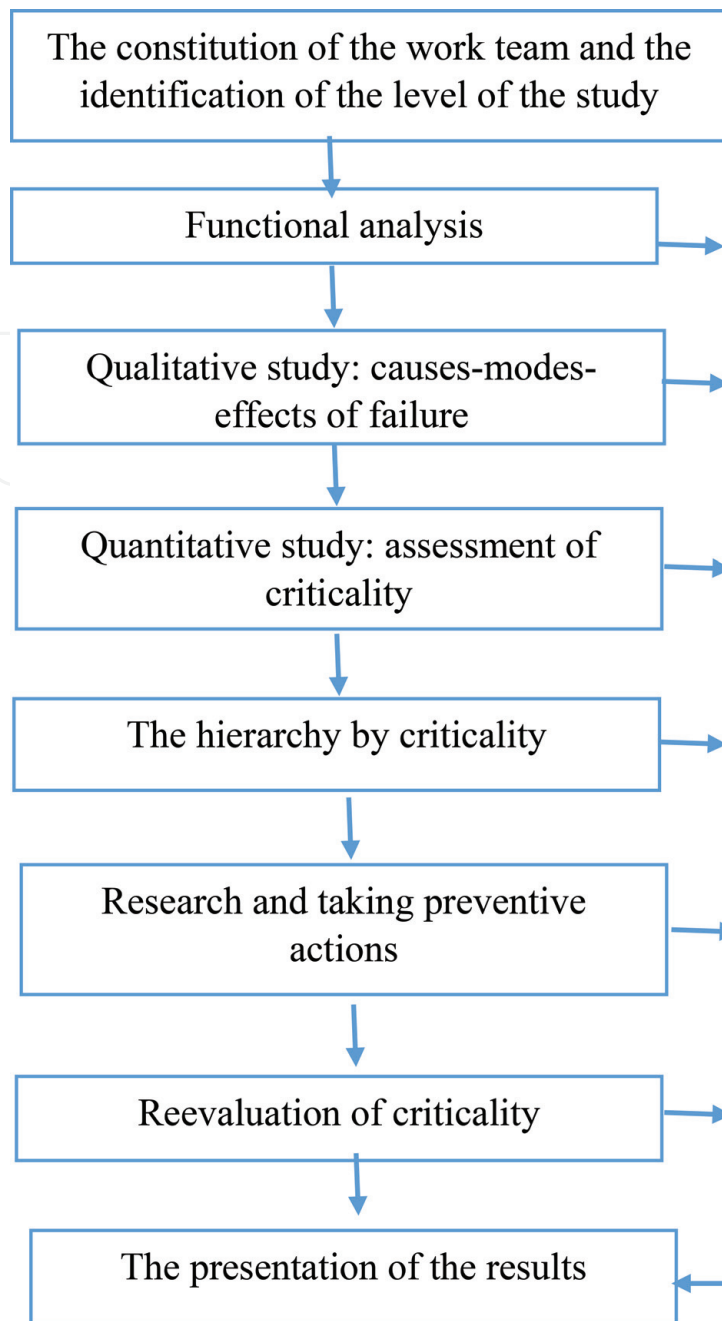 The constitution of the work team and the
identification of the level of the study
Functional analysis
Qualitative study: causes-modes-
effects of failure
Quantitative study: assessment of
criticality
The hierarchy by criticality
Research and taking preventive
actions
Reevaluation of criticality
The presentation of the results